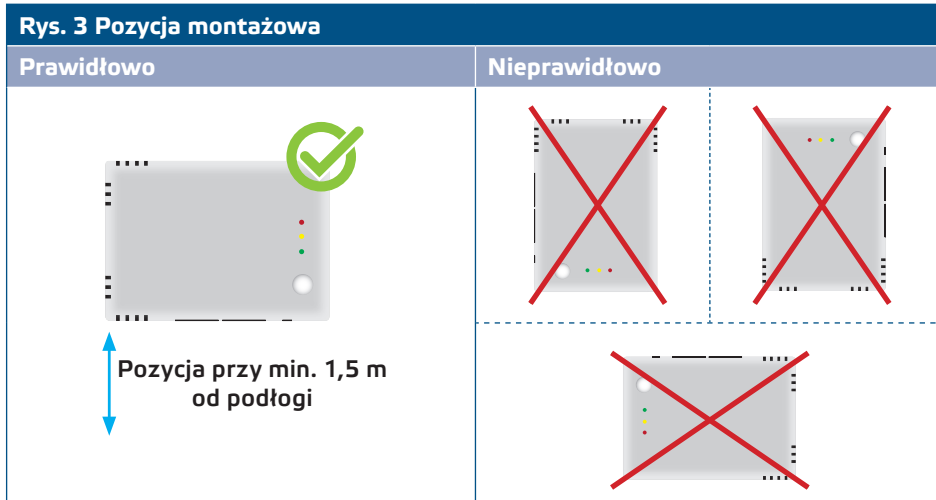 Rys. 3 Pozycja montażowa
Prawidłowo
Nieprawidłowo
Pozycja przy min. 1,5 m
od podłogi